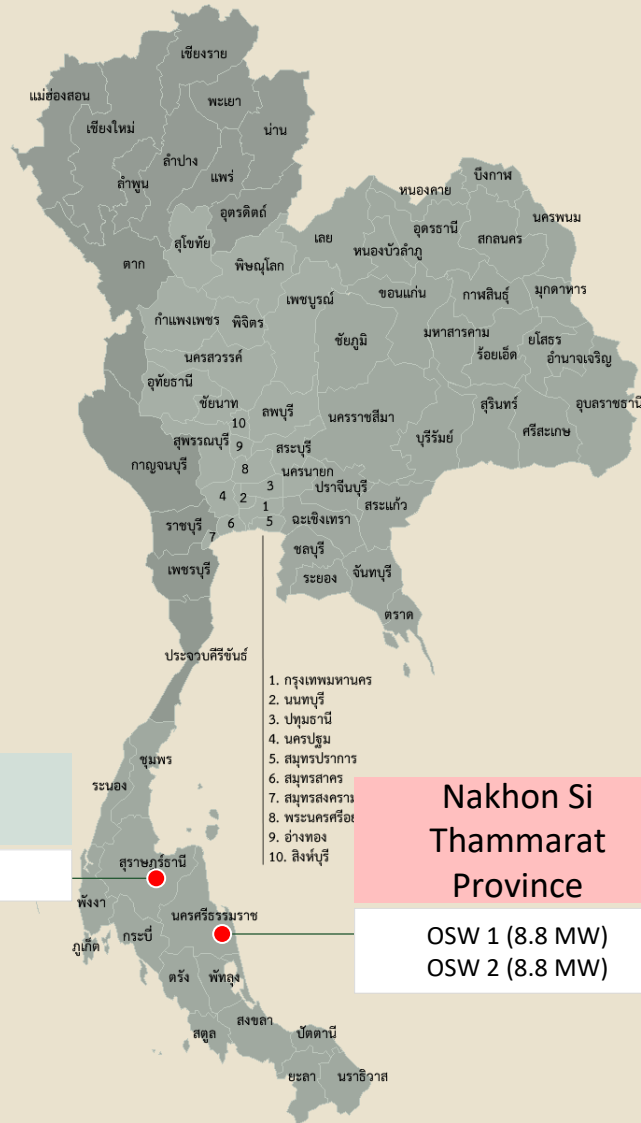 เชียงราย
แม่ฮ่องสอน
พะเยา
เชียงใหม่
น่าน
ลำปาง
แพร่
ลำพูน
อุตรดิตถ์
บึงกาฬ
หนองคาย
นครพนม
อุดรธานี
เลย
สกลนคร
สุโขทัย
หนองบัวลำภู
ตาก
พิษณุโลก
ขอนแก่น
กาฬสินธุ์
มุกดาหาร
เพชรบูรณ์
กำแพงเพชร
พิจิตร
ชัยภูมิ
มหาสารคาม
ยโสธร
ร้อยเอ็ด
อำนาจเจริญ
นครสวรรค์
อุทัยธานี
ชัยนาท
ลพบุรี
นครราชสีมา
สุรินทร์
อุบลราชธานี
10
ศรีสะเกษ
สุพรรณบุรี
9
สระบุรี
บุรีรัมย์
กาญจนบุรี
8
นครนายก
3
ปราจีนบุรี
4
2
สระแก้ว
1
ราชบุรี
6
5
ฉะเชิงเทรา
7
ชลบุรี
เพชรบุรี
ระยอง
จันทบุรี
ตราด
ประจวบคีรีขันธ์
1. กรุงเทพมหานคร
2. นนทบุรี
3. ปทุมธานี
4. นครปฐม
5. สมุทรปราการ
6. สมุทรสาคร
7. สมุทรสงคราม
8. พระนครศรีอย
9. อ่างทอง
10. สิงห์บุรี
ชุมพร
ระนอง
สุราษฎร์ธานี
พังงา
นครศรีธรรมราช
กระบี่
ภูเก็ต
ตรัง
พัทลุง
สงขลา
สตูล
ปัตตานี
ยะลา
นราธิวาส
Nakhon Si
Thammarat
Province
OSW 1 (8.8 MW)
OSW 2 (8.8 MW)